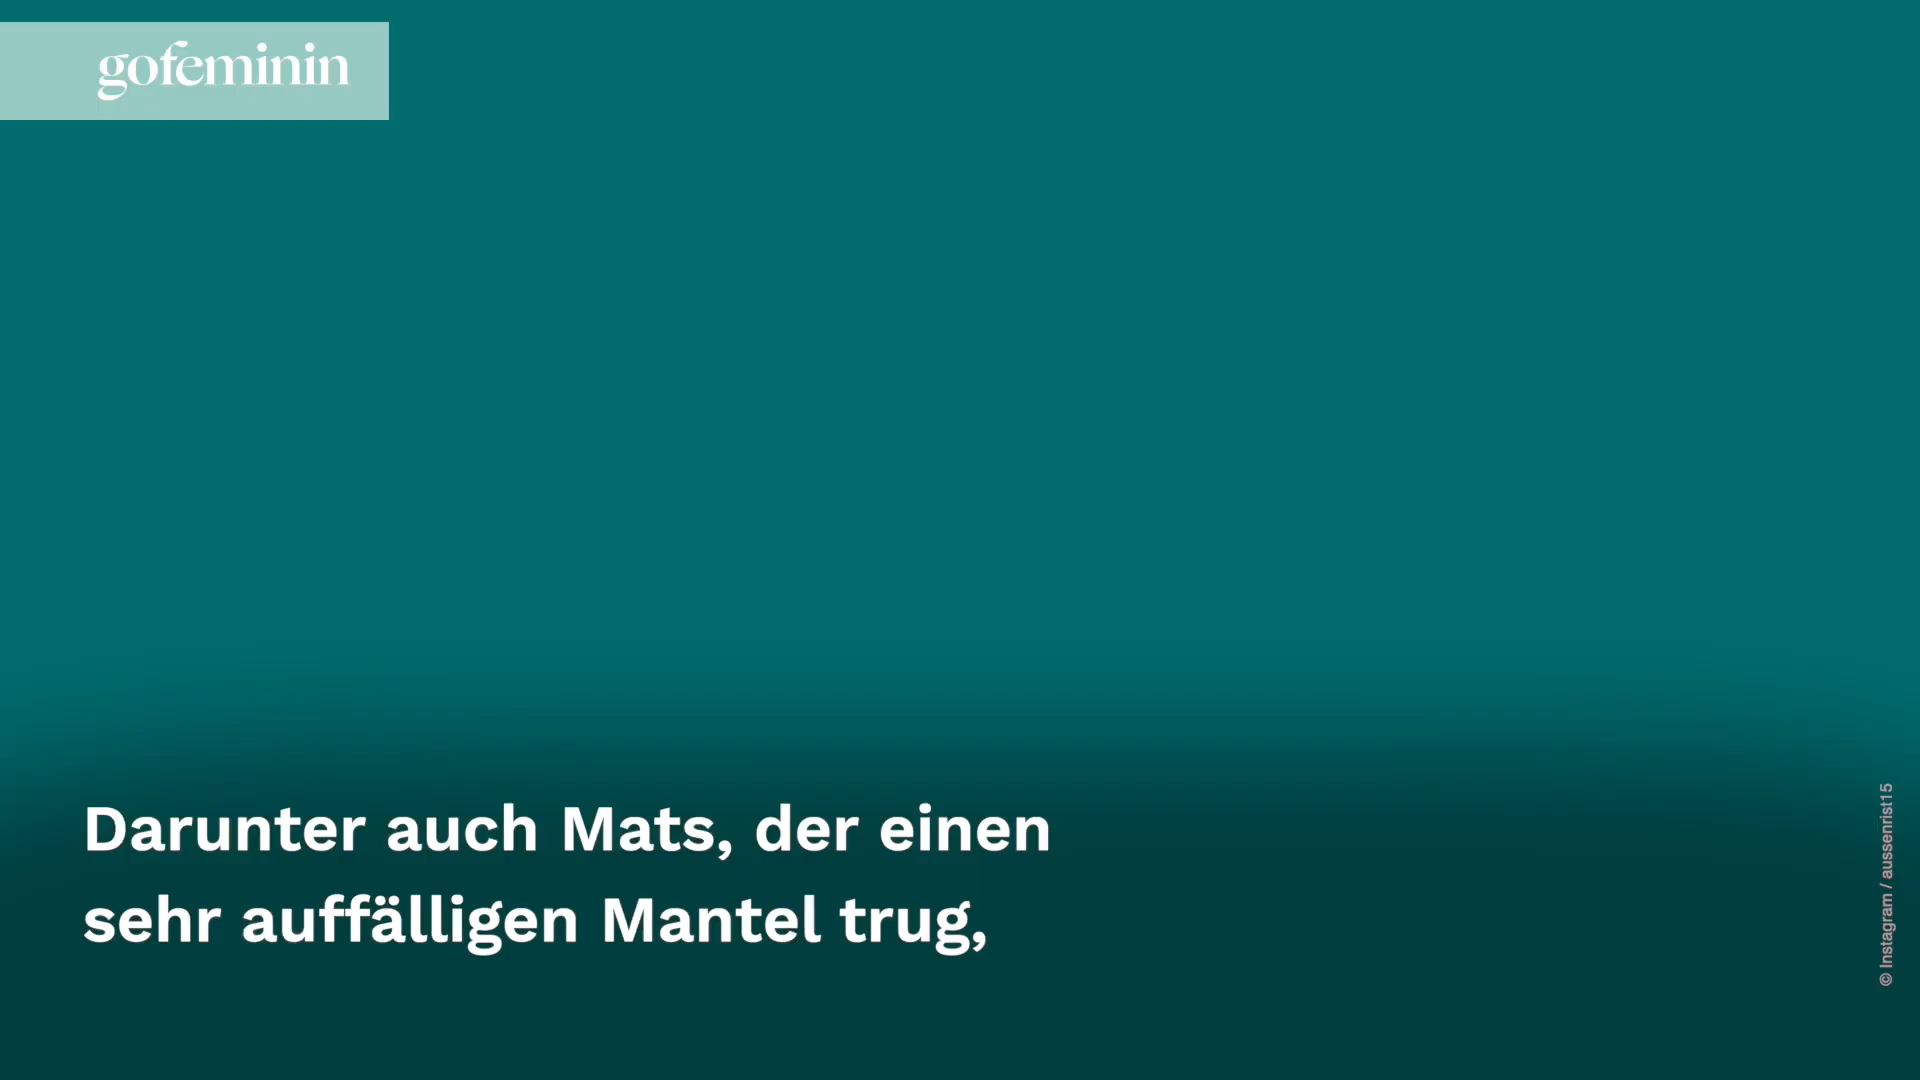 gofeminin
Darunter auch Mats, der einen
sehr auffälligen Mantel trug,
© Instagram / aussenrist15